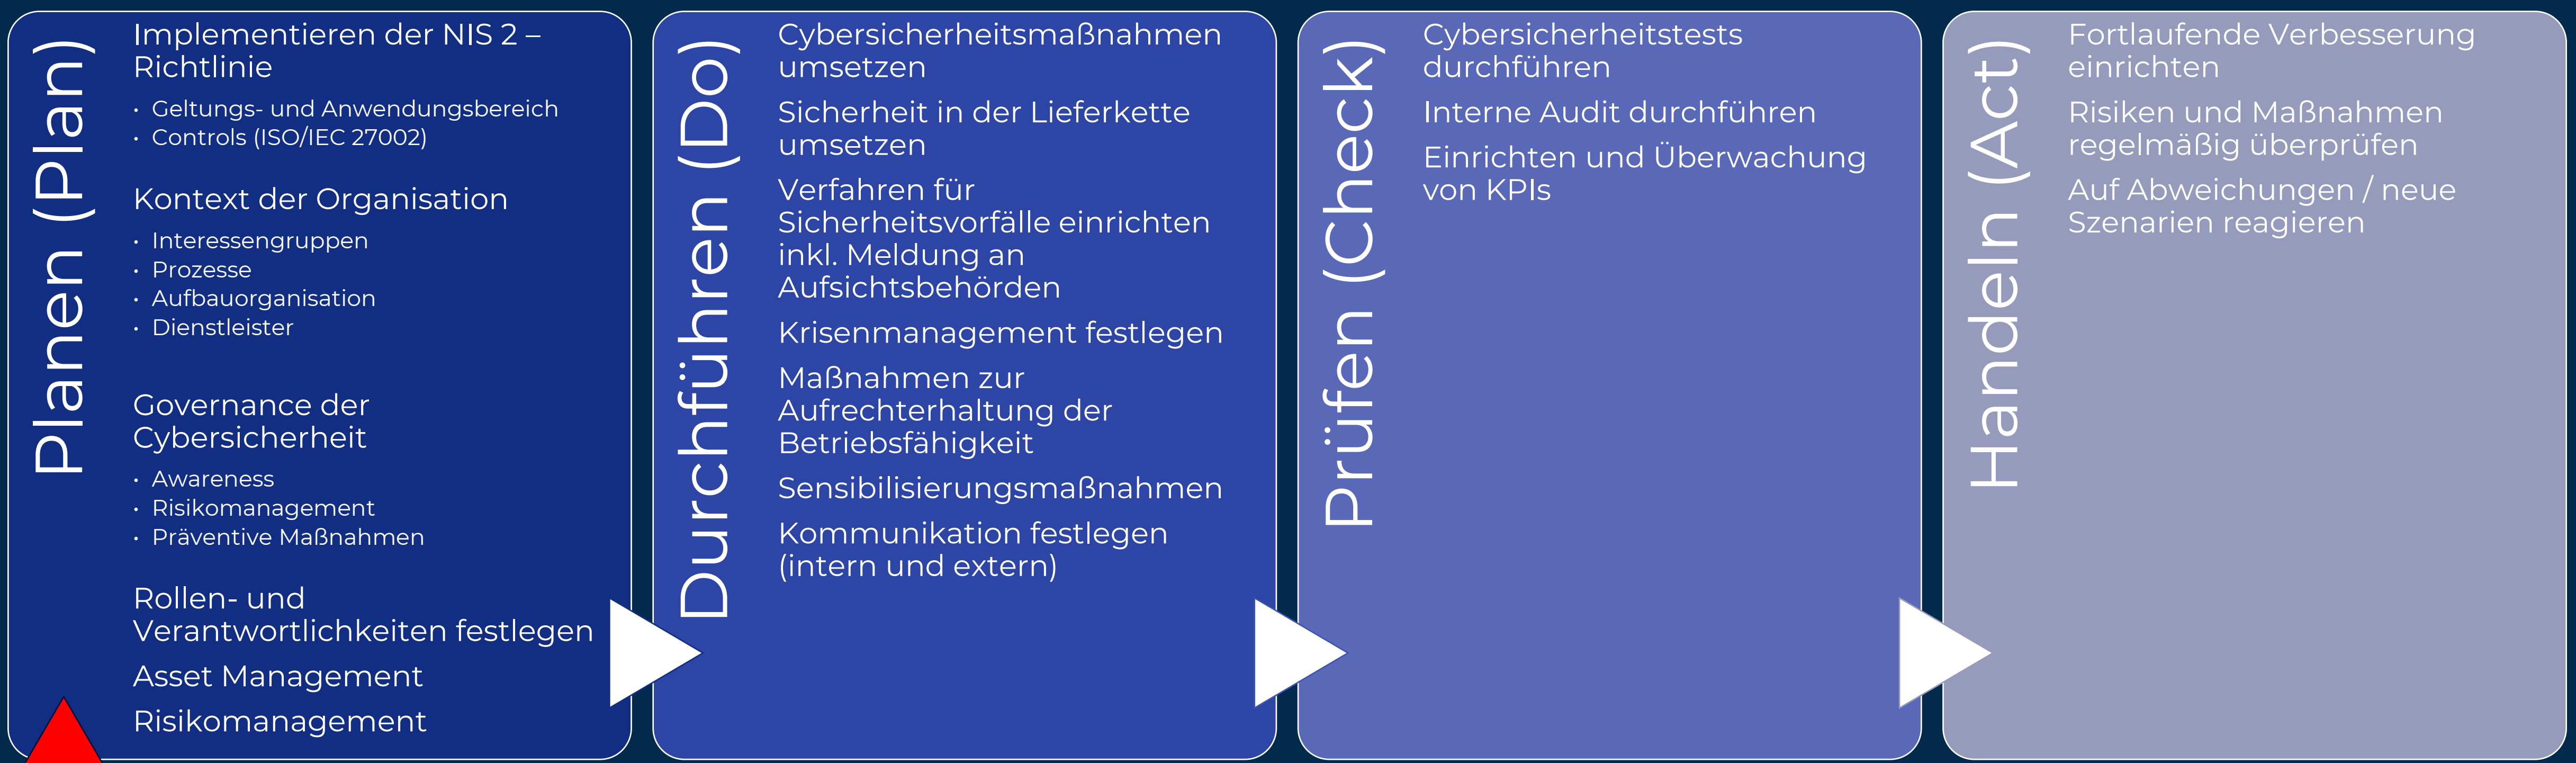 Planen (Plan)
Implementieren der NIS 2 –
Richtlinie
• Geltungs- und Anwendungsbereich
• Controls (ISO/IEC 27002)
Kontext der Organisation
• Interessengruppen
• Prozesse
• Aufbauorganisation
• Dienstleister
Governance der
Cybersicherheit
• Awareness
• Risikomanagement
• Präventive Maßnahmen
Rollen- und
Verantwortlichkeiten festlegen
Asset Management
Risikomanagement
Durchführen (Do)
Cybersicherheitsmaßnahmen
umsetzen
Sicherheit in der Lieferkette
umsetzen
Verfahren für
Sicherheitsvorfälle einrichten
inkl. Meldung an
Aufsichtsbehörden
Krisenmanagement festlegen
Maßnahmen zur
Aufrechterhaltung der
Betriebsfähigkeit
Sensibilisierungsmaßnahmen
Kommunikation festlegen
(intern und extern)
Prüfen (Check)
Cybersicherheitstests
durchführen
Interne Audit durchführen
Einrichten und Überwachung
von KPIs
Handeln (Act)
Fortlaufende Verbesserung
einrichten
Risiken und Maßnahmen
regelmäßig überprüfen
Auf Abweichungen / neue
Szenarien reagieren